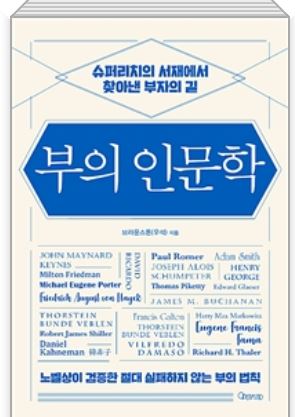 슈퍼리치의 서재에서
찾아낸 부자의 길
부의 인문학
브라운스톤(우석) 지음
JOHN MAYNARD
KEYNES
Milton Friedman
Michael Eugene Porter
Friedrich August von Hayek
DAVID
RICARDO
Paul Romer
Adam Smith
JOSEPH ALOIS
SCHUMPETER
HENRY
GEORGE
Thomas Piketty
Edward Glaeser
JAMES M. BUCHANAN
THORSTEIN
BUNDE VEBLEN
Robert James Shiller
Daniel
Kahneman
韓非子
Francis Galton
THORSTEIN
BUNDE VEBLEN
VILFREDO
DAMASO
Harry Max Markowitz
Eugene Francis
Fama
Richard H. Thaler
노벨상이 검증한 절대 실패하지 않는 부의 법칙